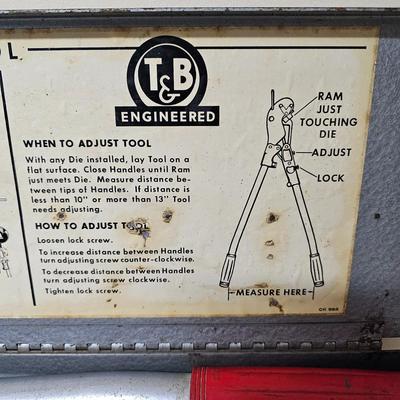 OL
T&B
ENGINEERED
WHEN TO ADJUST TOOL
With any Die installed, lay Tool on a
flat surface. Close Handles until Ram
just meets Die. Measure distance be-
tween tips of Handles. If distance is
less than 10" or more than 13" Tool
needs adjusting.
HOW TO ADJUST TOOL
Loosen lock screw.
To increase distance between Handles
turn adjusting screw counter-clockwise.
To decrease distance between Handles
turn adjusting screw clockwise.
Tighten lock screw.
RAM
JUST
TOUCHING
DIE
ADJUST
LOCK
MEASURE HERE